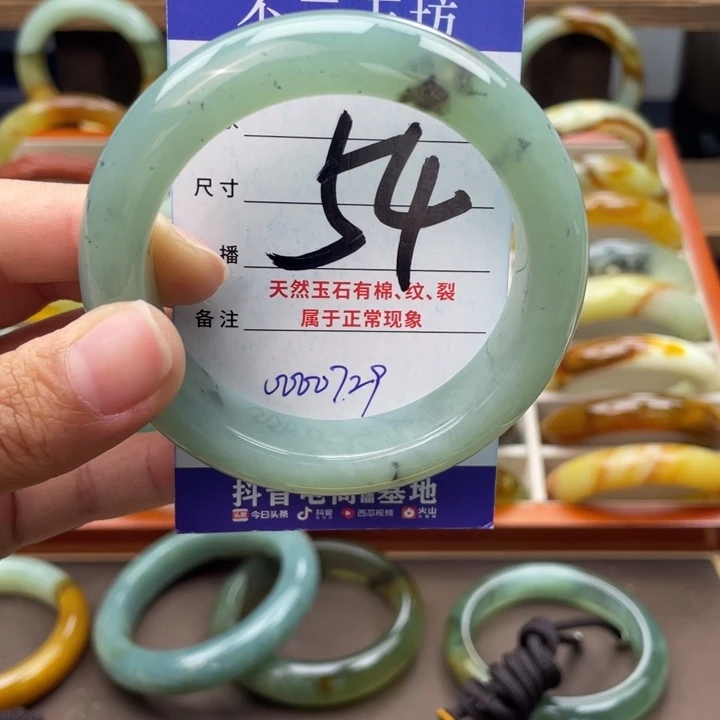 尺寸
54
播
天然玉石有棉、纹、裂
备注
属于正常现象
抖音电商 基地
今日头条 抖音 西瓜视频 火山